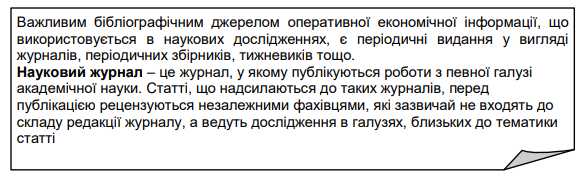 Важливим бібліографічним джерелом оперативної економічної інформації, що
використовується в наукових дослідженнях, є періодичні видання у вигляді
журналів, періодичних збірників, тижневиків тощо.
Науковий журнал – це журнал, у якому публікуються роботи з певної галузі
академічної науки. Статті, що надсилаються до таких журналів, перед
публікацією рецензуються незалежними фахівцями, які зазвичай не входять до
складу редакції журналу, а ведуть дослідження в галузях, близьких до тематики
статті